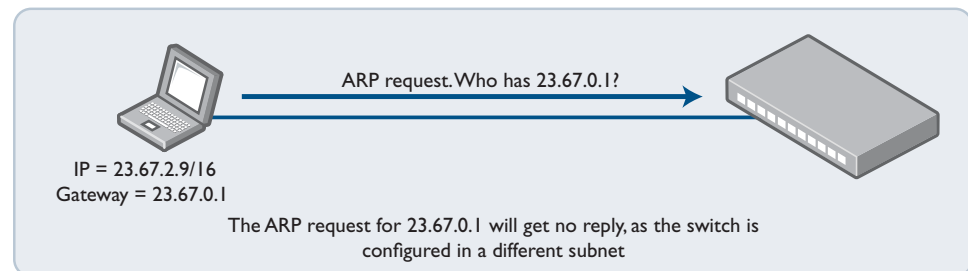 ARP request. Who has 23.67.0.1?
IP = 23.67.2.9/16
Gateway = 23.67.0.1
The ARP request for 23.67.0.1 will get no reply, as the switch is
configured in a different subnet